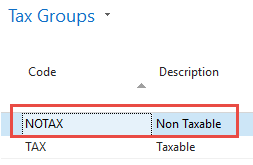 Tax Groups
Code Description
NOTAX Non Taxable
TAX Taxable